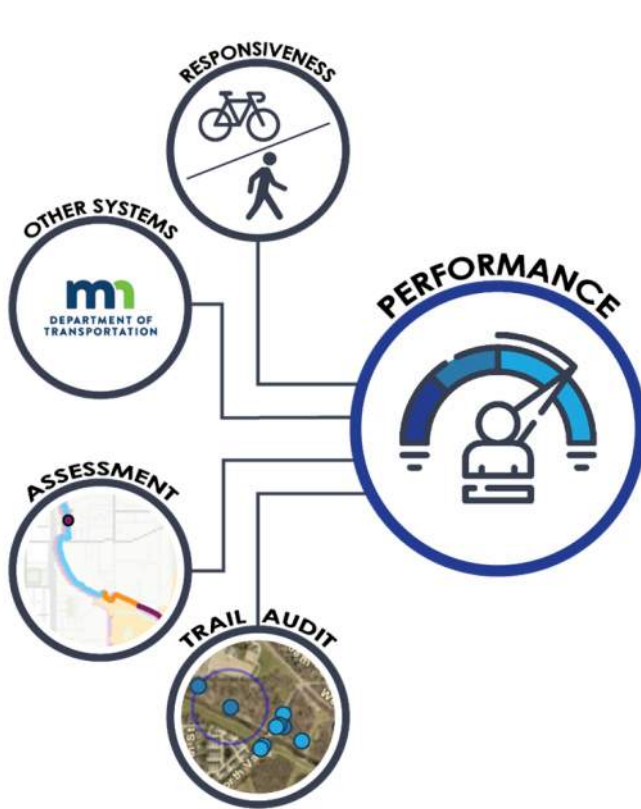 RESPONSIVENESS
OTHER SYSTEMS
mn
DEPARTMENT OF
TRANSPORTATION
PERFORMANCE
ASSESSMENT
TRAIL AUDIT